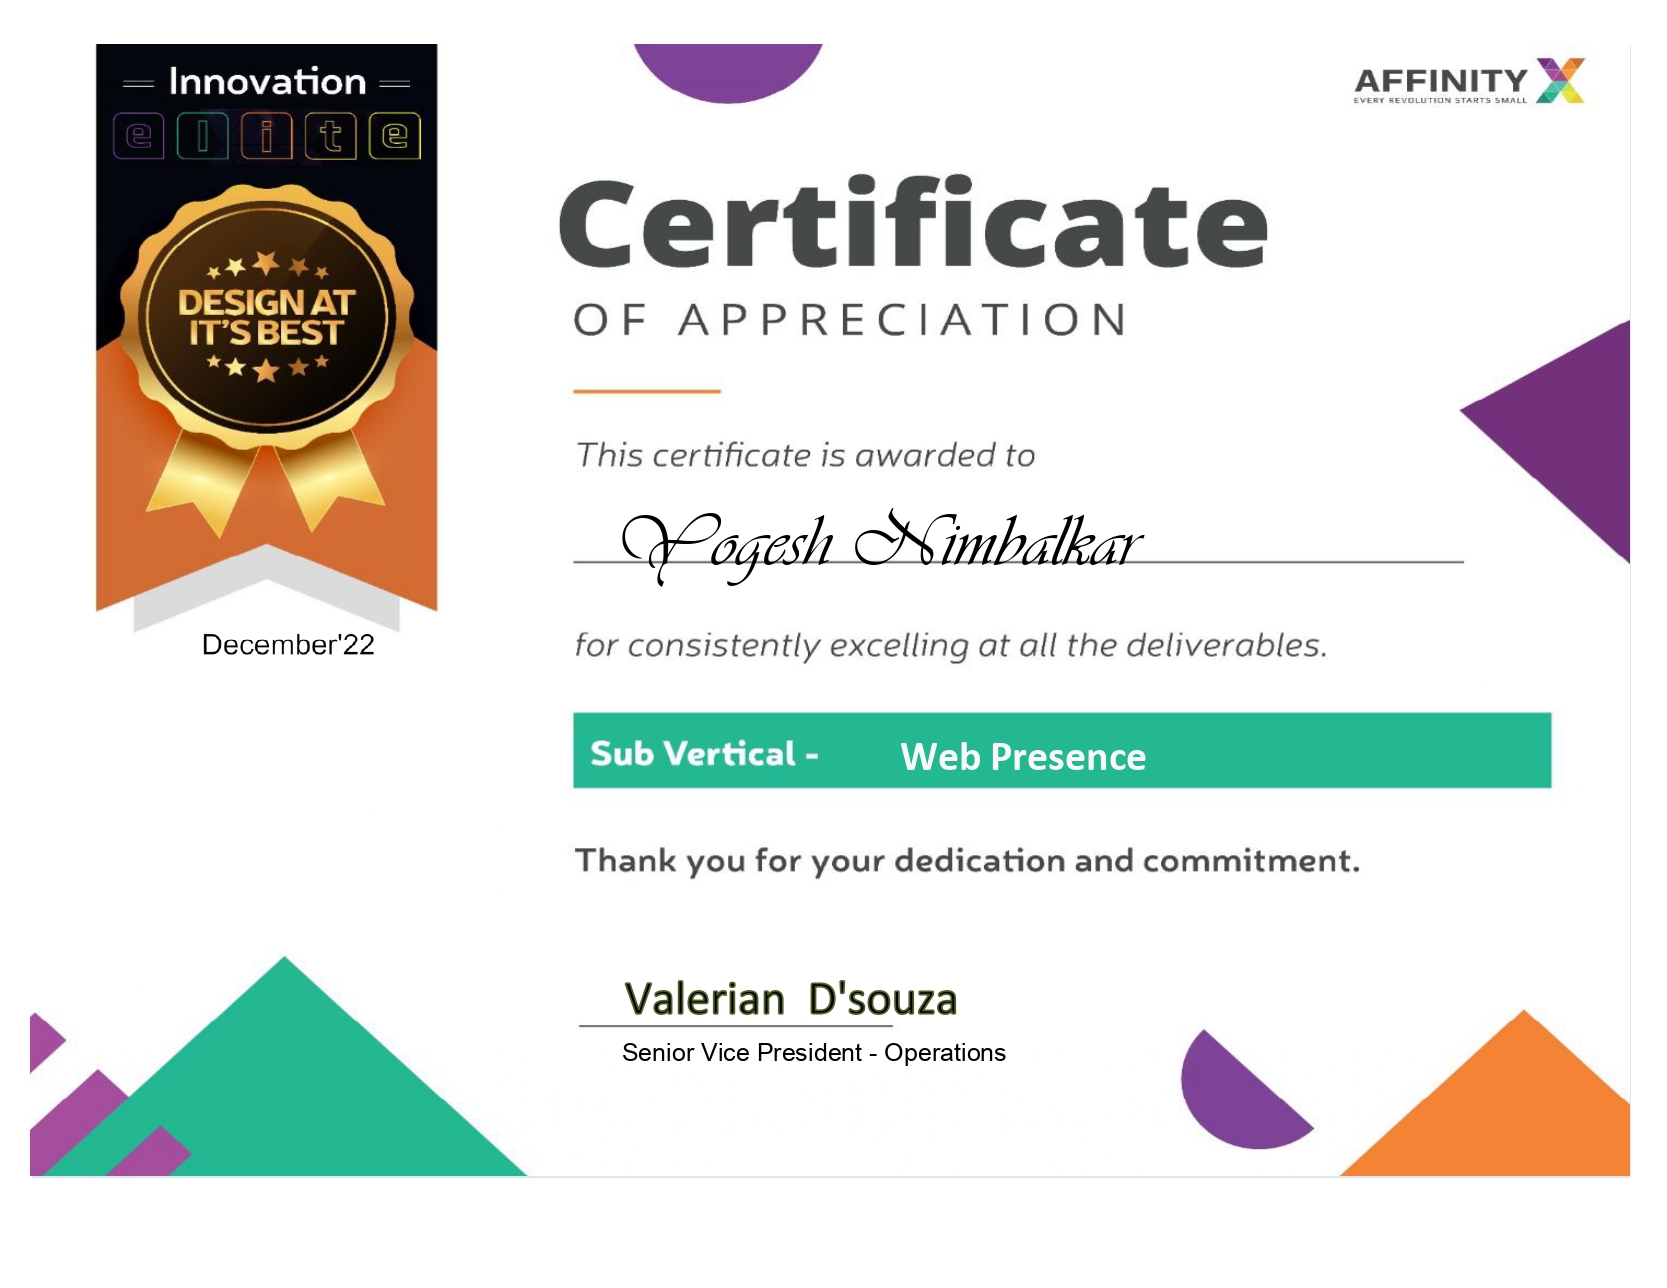 Innovation
elite
DESIGN AT
IT'S BEST
December'22
AFFINITY X
EVERY REVOLUTION STARTS SMALL
Certificate
OF APPRECIATION
This certificate is awarded to
Yogesh Nimbalkar
for consistently excelling at all the deliverables.
Sub Vertical - Web Presence
Thank you for your dedication and commitment.
Valerian D'souza
Senior Vice President - Operations